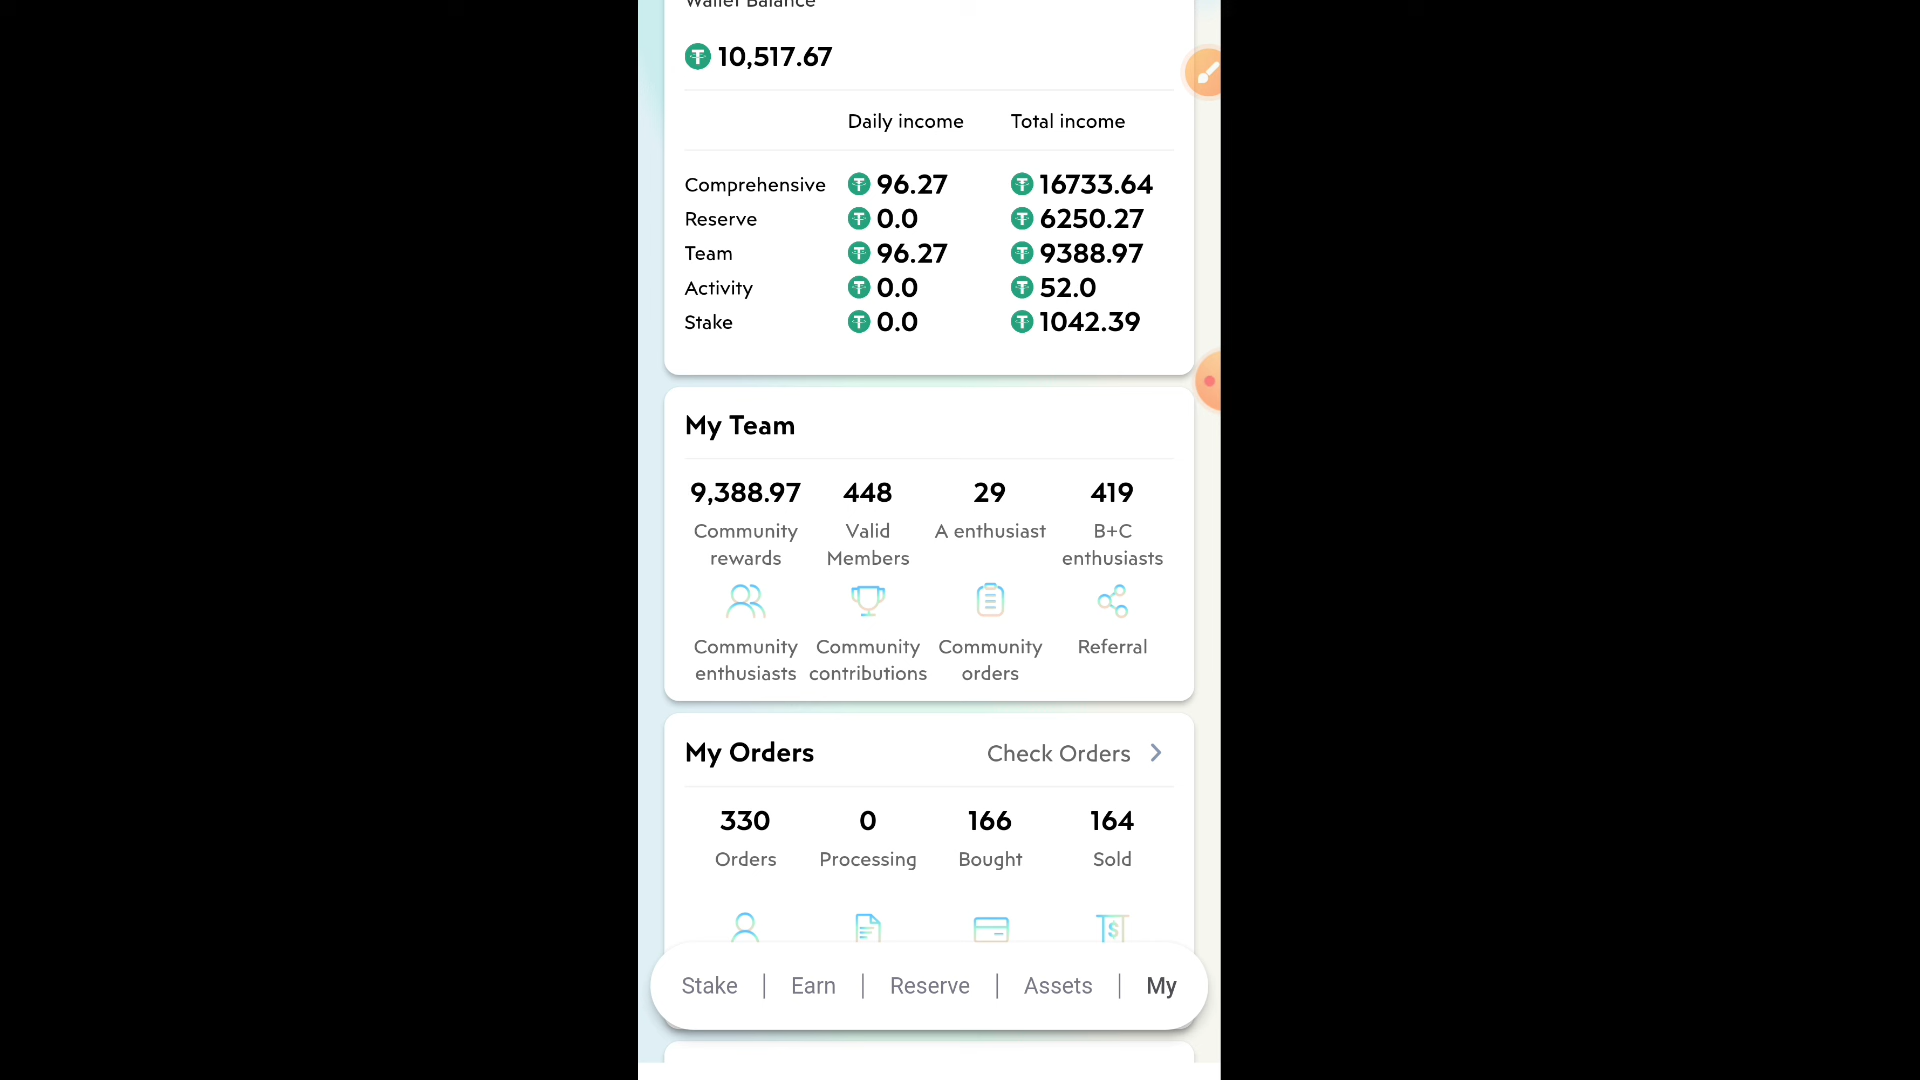 Wallet Balance
10,517.67
Daily income Total income
Comprehensive 96.27 16733.64
Reserve 0.0 6250.27
Team 96.27 9388.97
Activity 0.0 52.0
Stake 0.0 1042.39
My Team
9,388.97 448 29 419
Community Valid A enthusiast B+C
rewards Members enthusiasts
Community Community Community Referral
enthusiasts contributions orders
My Orders Check Orders
330 0 166 164
Orders Processing Bought Sold
Stake | Earn | Reserve | Assets | My